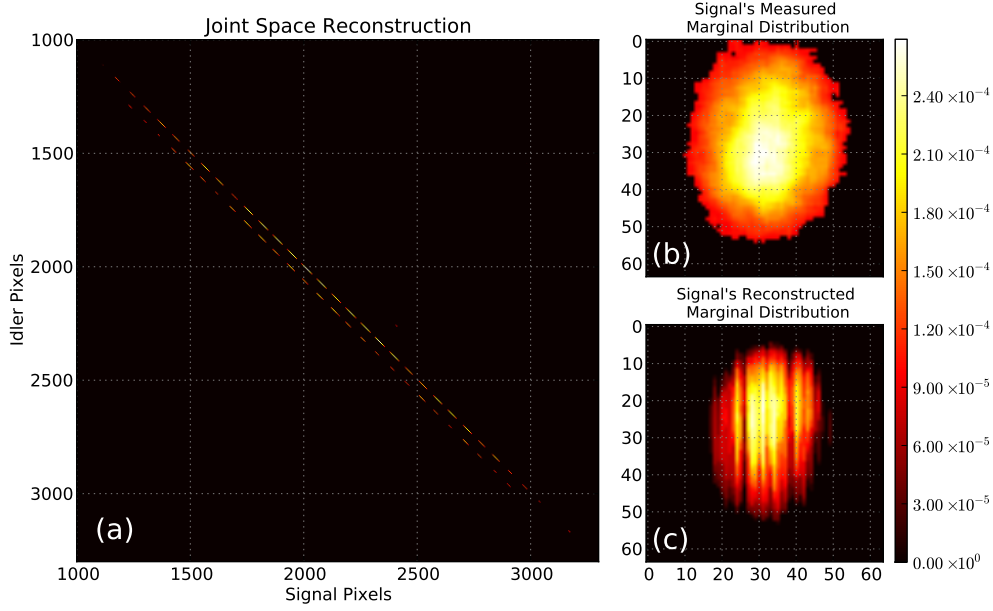 Joint Space Reconstruction
1000
1500
2000
2500
3000
Idler Pixels
(a)
1000 1500 2000 2500 3000
Signal Pixels
Signal's Measured
Marginal Distribution
0
10
20
30
40
50
60
(b)
Signal's Reconstructed
Marginal Distribution
0
10
20
30
40
50
60
(c)
0 10 20 30 40 50 60
2.40 ×10⁻⁴
2.10 ×10⁻⁴
1.80 ×10⁻⁴
1.50 ×10⁻⁴
1.20 ×10⁻⁴
9.00 ×10⁻⁵
6.00 ×10⁻⁵
3.00 ×10⁻⁵
0.00 ×10⁰